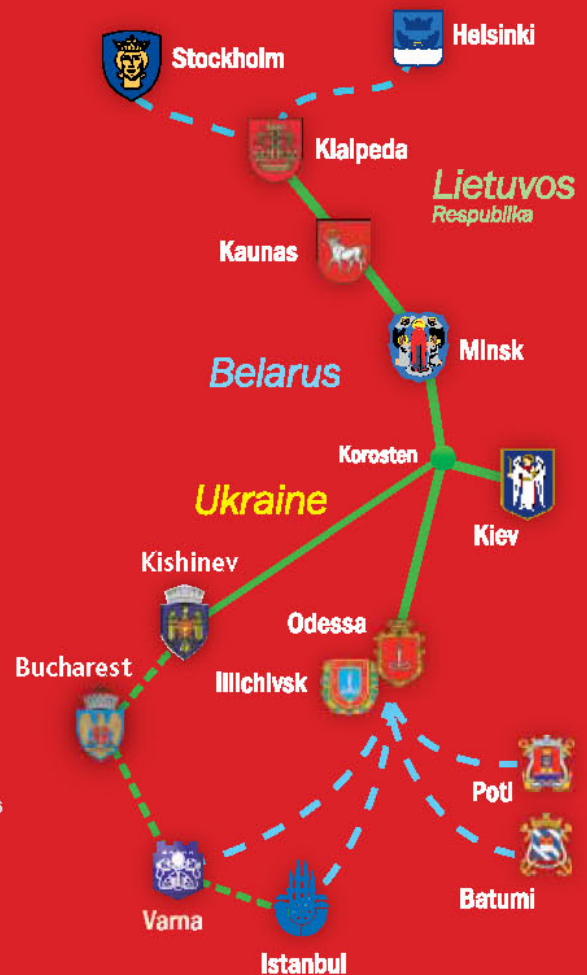 Helsinki
Stockholm
Klaipeda
Lietuvos
Respublika
Kaunas
Minsk
Belarus
Korosten
Ukraine
Kiev
Kishinev
Odessa
Bucharest
Illichivsk
Poti
s
Batumi
Varna
Istanbul